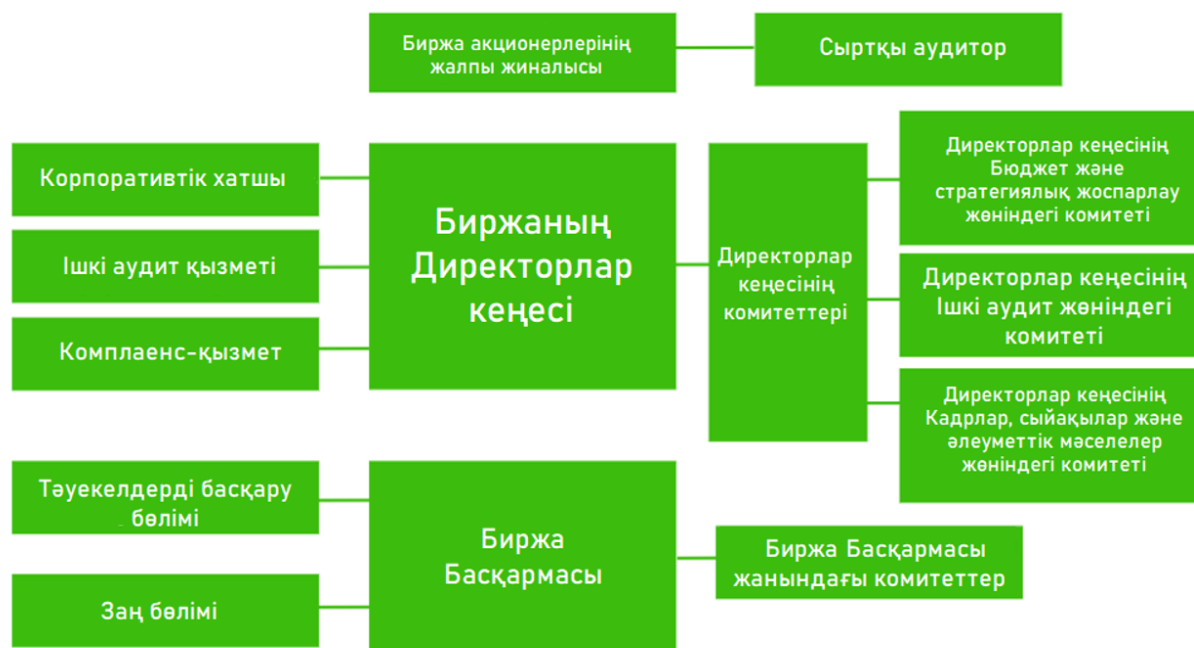 Биржа акционерлерінің
жалпы жиналысы
Сыртқы аудитор
Корпоративтік хатшы
Ішкі аудит қызметі
Комплаенс-қызмет
Биржаның
Директорлар
кеңесі
Директорлар
кеңесінің
комитеттері
Директорлар кеңесінің
Бюджет және
стратегиялық жоспарлау
жөніндегі комитеті
Директорлар кеңесінің
Ішкі аудит жөніндегі
комитеті
Директорлар кеңесінің
Кадрлар, сыйақылар және
әлеуметтік мәселелер
жөніндегі комитеті
Тәуекелдерді басқару
бөлімі
Заң бөлімі
Биржа
Басқармасы
Биржа Басқармасы
жанындағы комитеттер